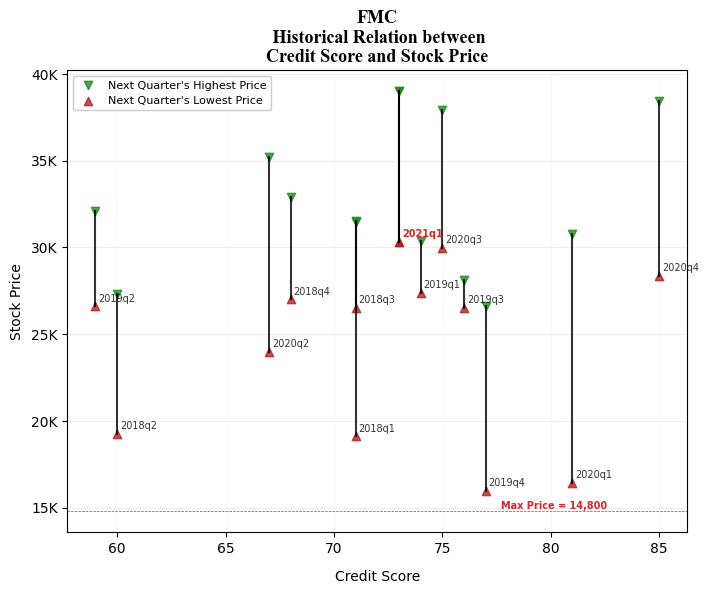 FMC
Historical Relation between
Credit Score and Stock Price
Next Quarter's Highest Price
Next Quarter's Lowest Price
40K
35K
30K
25K
20K
15K
Stock Price
2019q2
2018q2
2020q2
2018q4
2018q3
2018q1
2021q1
2019q1
2020q3
2019q3
2019q4
2020q1
2020q4
Max Price = 14,800
60
65
70
75
80
85
Credit Score